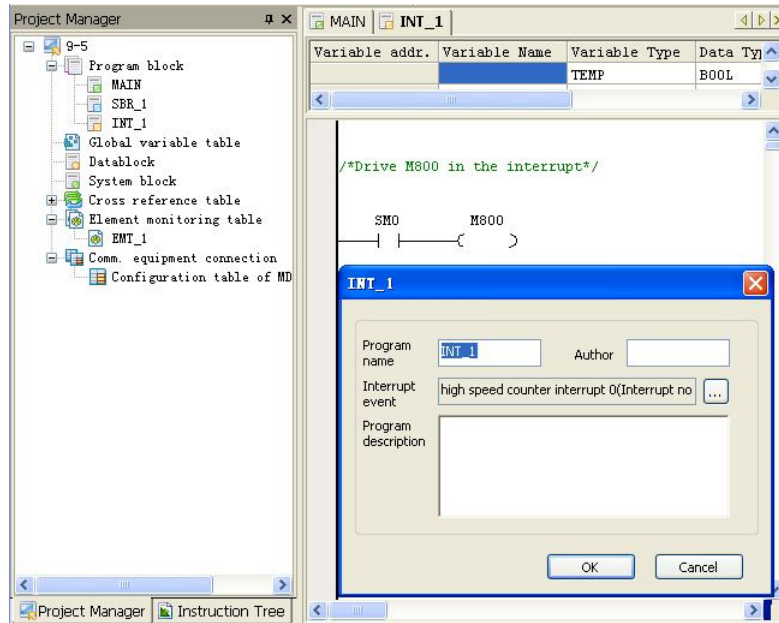 Project Manager
9-5
Program block
MAIN
SBR_1
INT_1
Global variable table
Datablock
System block
Cross reference table
Element monitoring table
EMT_1
Comm. equipment connection
Configuration table of MD
Project Manager
Instruction Tree
MAIN
INT_1
Variable addr. Variable Name Variable Type Data Typ
TEMP BOOL
/*Drive M800 in the interrupt*/
SM0 M800
INT_1
Program name
INT_1
Author
Interrupt event
high speed counter interrupt 0(Interrupt no
...
Program description
OK
Cancel